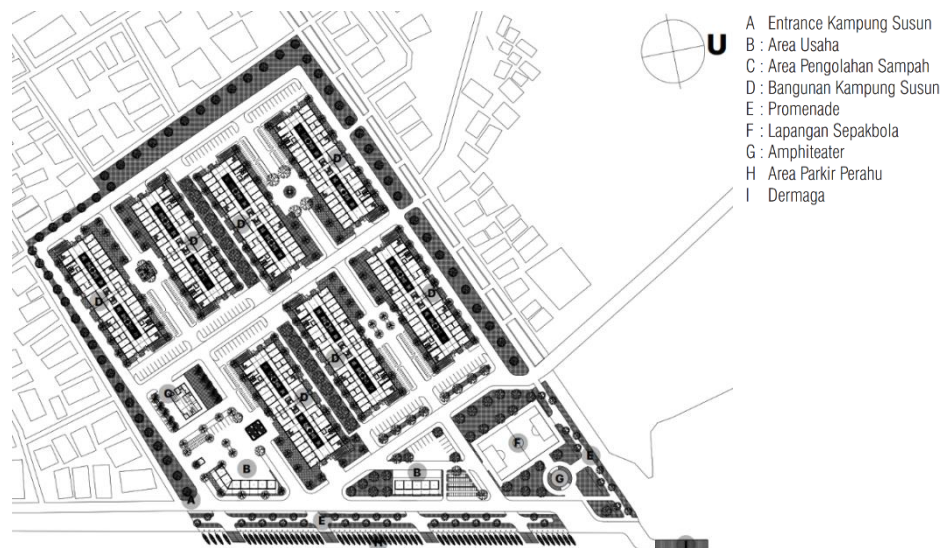 U
A Entrance Kampung Susun
B : Area Usaha
C : Area Pengolahan Sampah
D : Bangunan Kampung Susun
E : Promenade
F : Lapangan Sepakbola
G : Amphiteater
H Area Parkir Perahu
I Dermaga
D
D
D
D
D
D
D
F
E
B
B
G
A
E
H
I